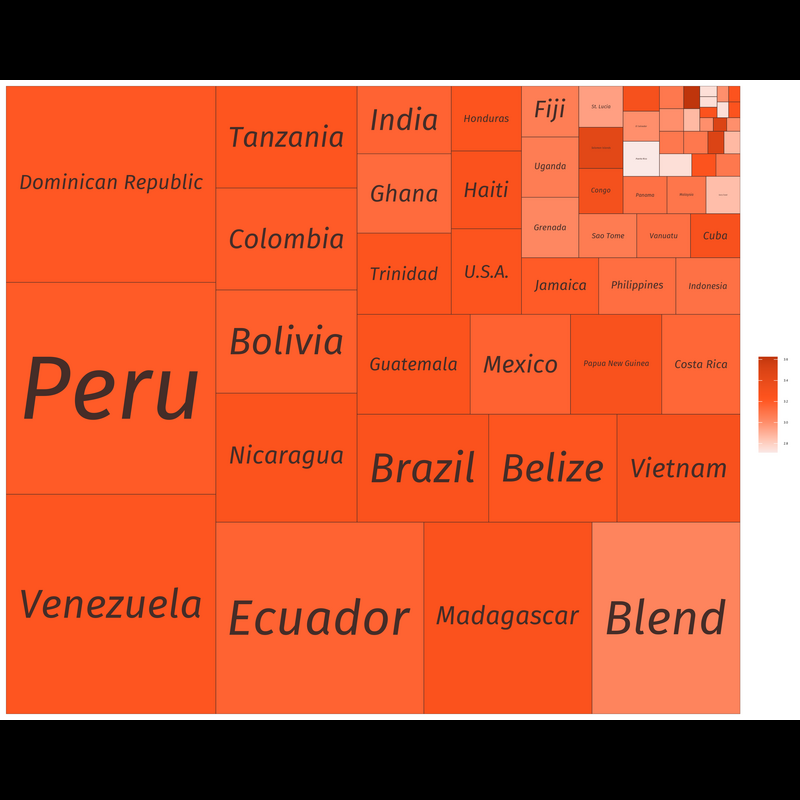 Dominican Republic
Peru
Venezuela
Tanzania
Colombia
Bolivia
Nicaragua
Ecuador
Madagascar
Blend
India
Ghana
Trinidad
Honduras
Haiti
U.S.A.
Guatemala
Mexico
Papua New Guinea
Costa Rica
Brazil
Belize
Vietnam
Fiji
Uganda
Grenada
Jamaica
Philippines
Indonesia
St. Lucia
Congo
Sao Tome
Vanuatu
Cuba
Panama
Malaysia